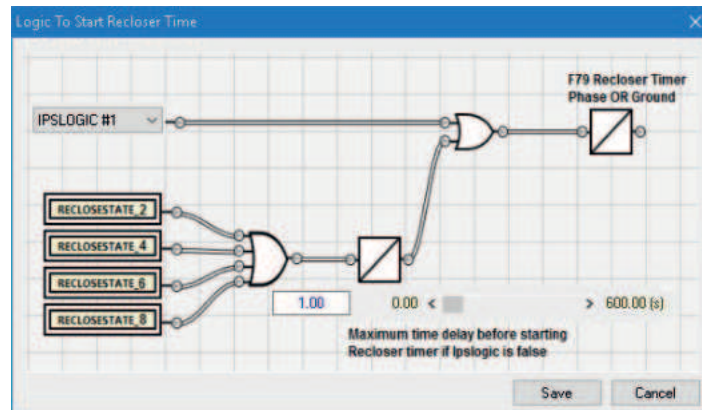 Logic To Start Recloser Time
F79 Recloser Timer
Phase OR Ground
IPSLOGIC #1
RECLOSESTATE_2
RECLOSESTATE_4
RECLOSESTATE_6
RECLOSESTATE_8
1.00 0.00 < > 600.00 (s)
Maximum time delay before starting
Recloser timer if Ipslogic is false
Save Cancel